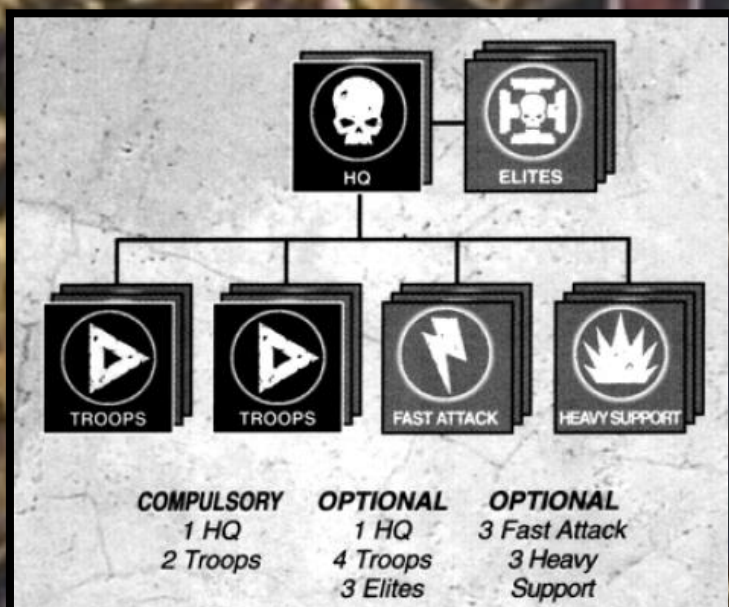 HQ
ELITES
TROOPS
TROOPS
FAST ATTACK
HEAVY SUPPORT
COMPULSORY
1 HQ
2 Troops
OPTIONAL
1 HQ
4 Troops
3 Elites
OPTIONAL
3 Fast Attack
3 Heavy
Support